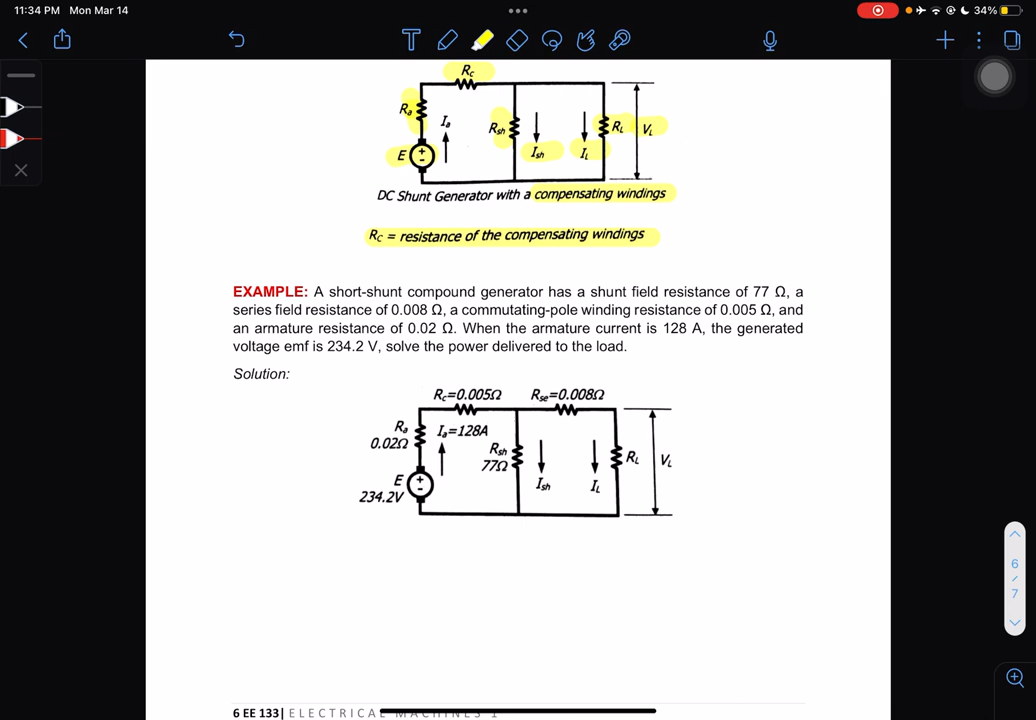 11:34 PM Mon Mar 14
34%
Rc
Ra
Ia
Rsh
RL
VL
E
Ish
IL
DC Shunt Generator with a compensating windings
Rc = resistance of the compensating windings
EXAMPLE: A short-shunt compound generator has a shunt field resistance of 77 Ω, a
series field resistance of 0.008 Ω, a commutating-pole winding resistance of 0.005 Ω, and
an armature resistance of 0.02 Ω. When the armature current is 128 A, the generated
voltage emf is 234.2 V, solve the power delivered to the load.
Solution:
Rc=0.005Ω Rse=0.008Ω
Ra
0.02Ω
Ia=128A
Rsh
77Ω
RL
VL
E
234.2V
Ish
IL
6
/
7
6 EE 133| ELECTRICAL MACHINES 1